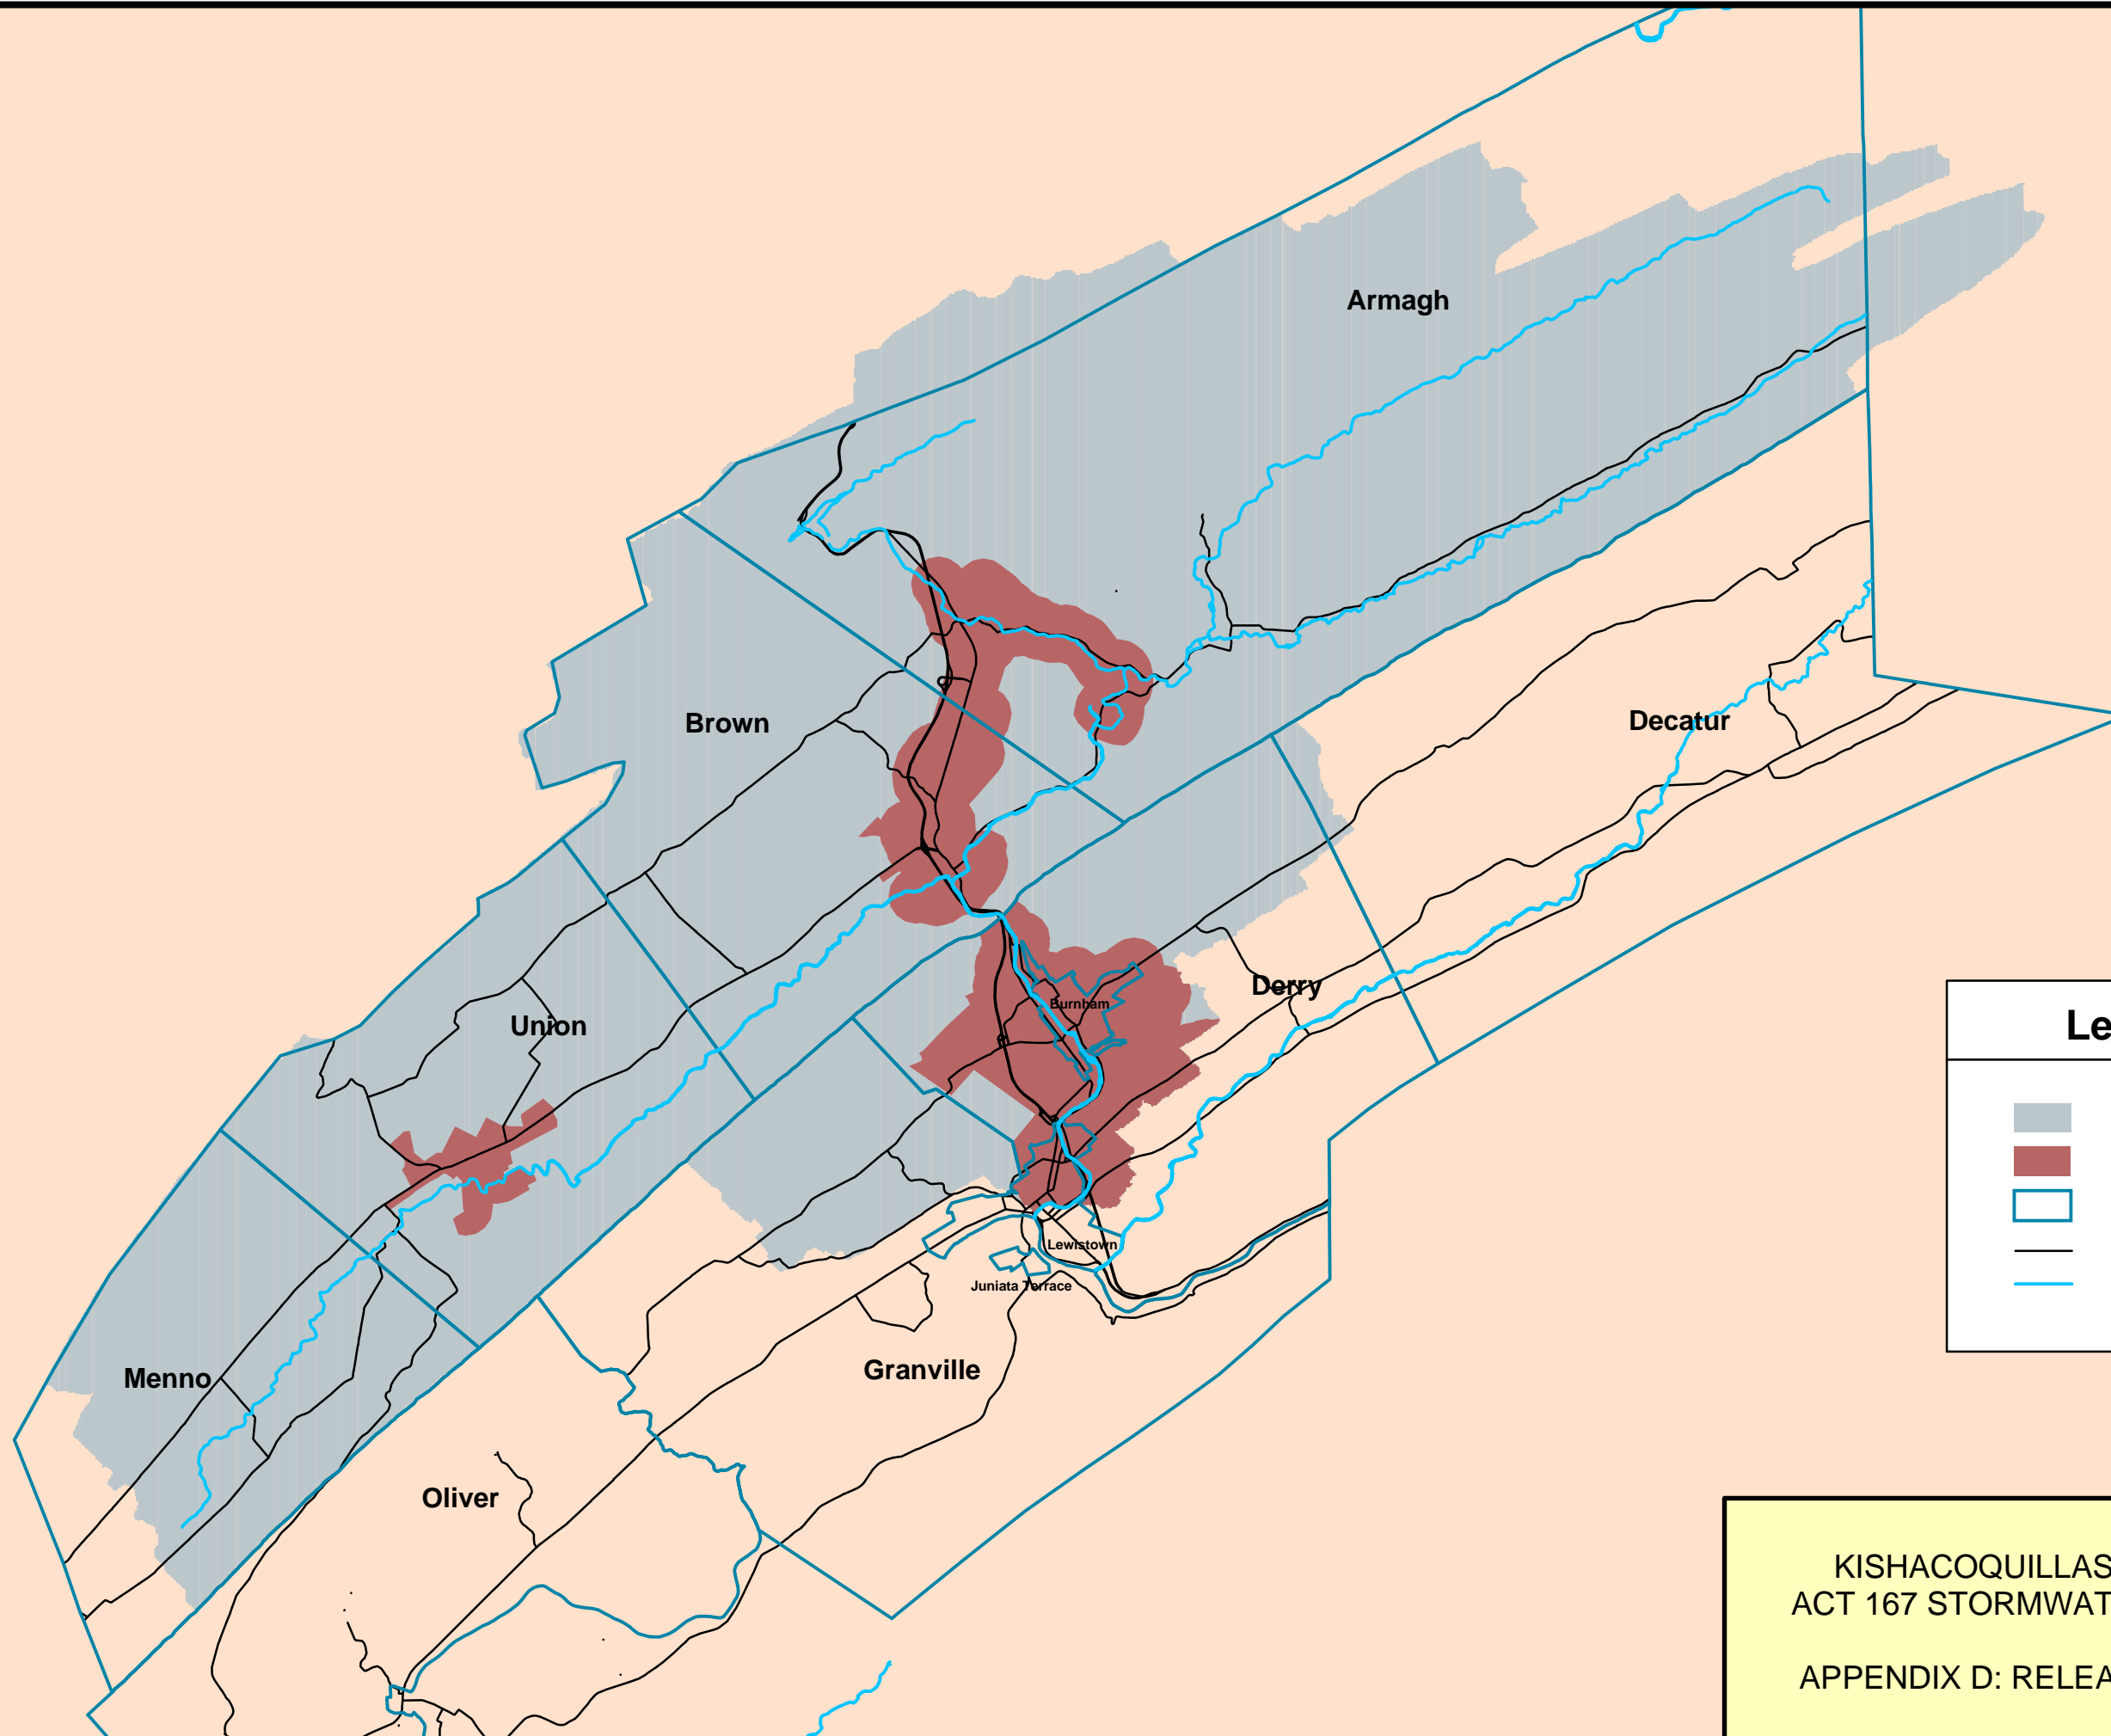 Armagh
Brown
Decatur
Derry
Burnham
Union
Le
Lewistown
Juniata Terrace
Granville
Menno
Oliver
KISHACOQUILLAS
ACT 167 STORMWAT
APPENDIX D: RELEA